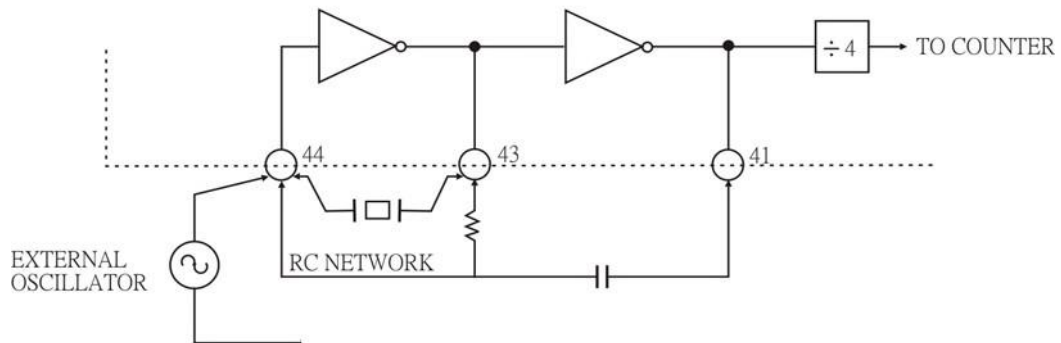 ÷4
TO COUNTER
44
43
41
EXTERNAL
OSCILLATOR
RC NETWORK